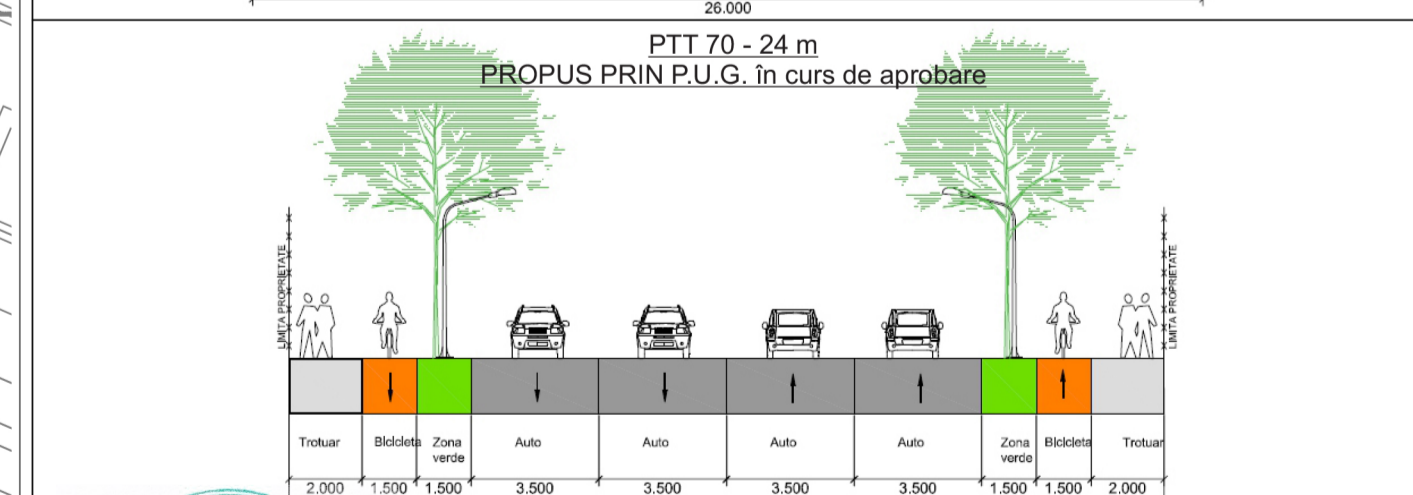 26.000
PTT 70 - 24 m
PROPUS PRIN P.U.G. în curs de aprobare
LIMITA PROPRIETATE
LIMITA PROPRIETATE
Trotuar Bicicleta Zona verde Auto Auto Auto Auto Zona verde Bicicleta Trotuar
2.000 1.500 1.500 3.500 3.500 3.500 3.500 1.500 1.500 2.000